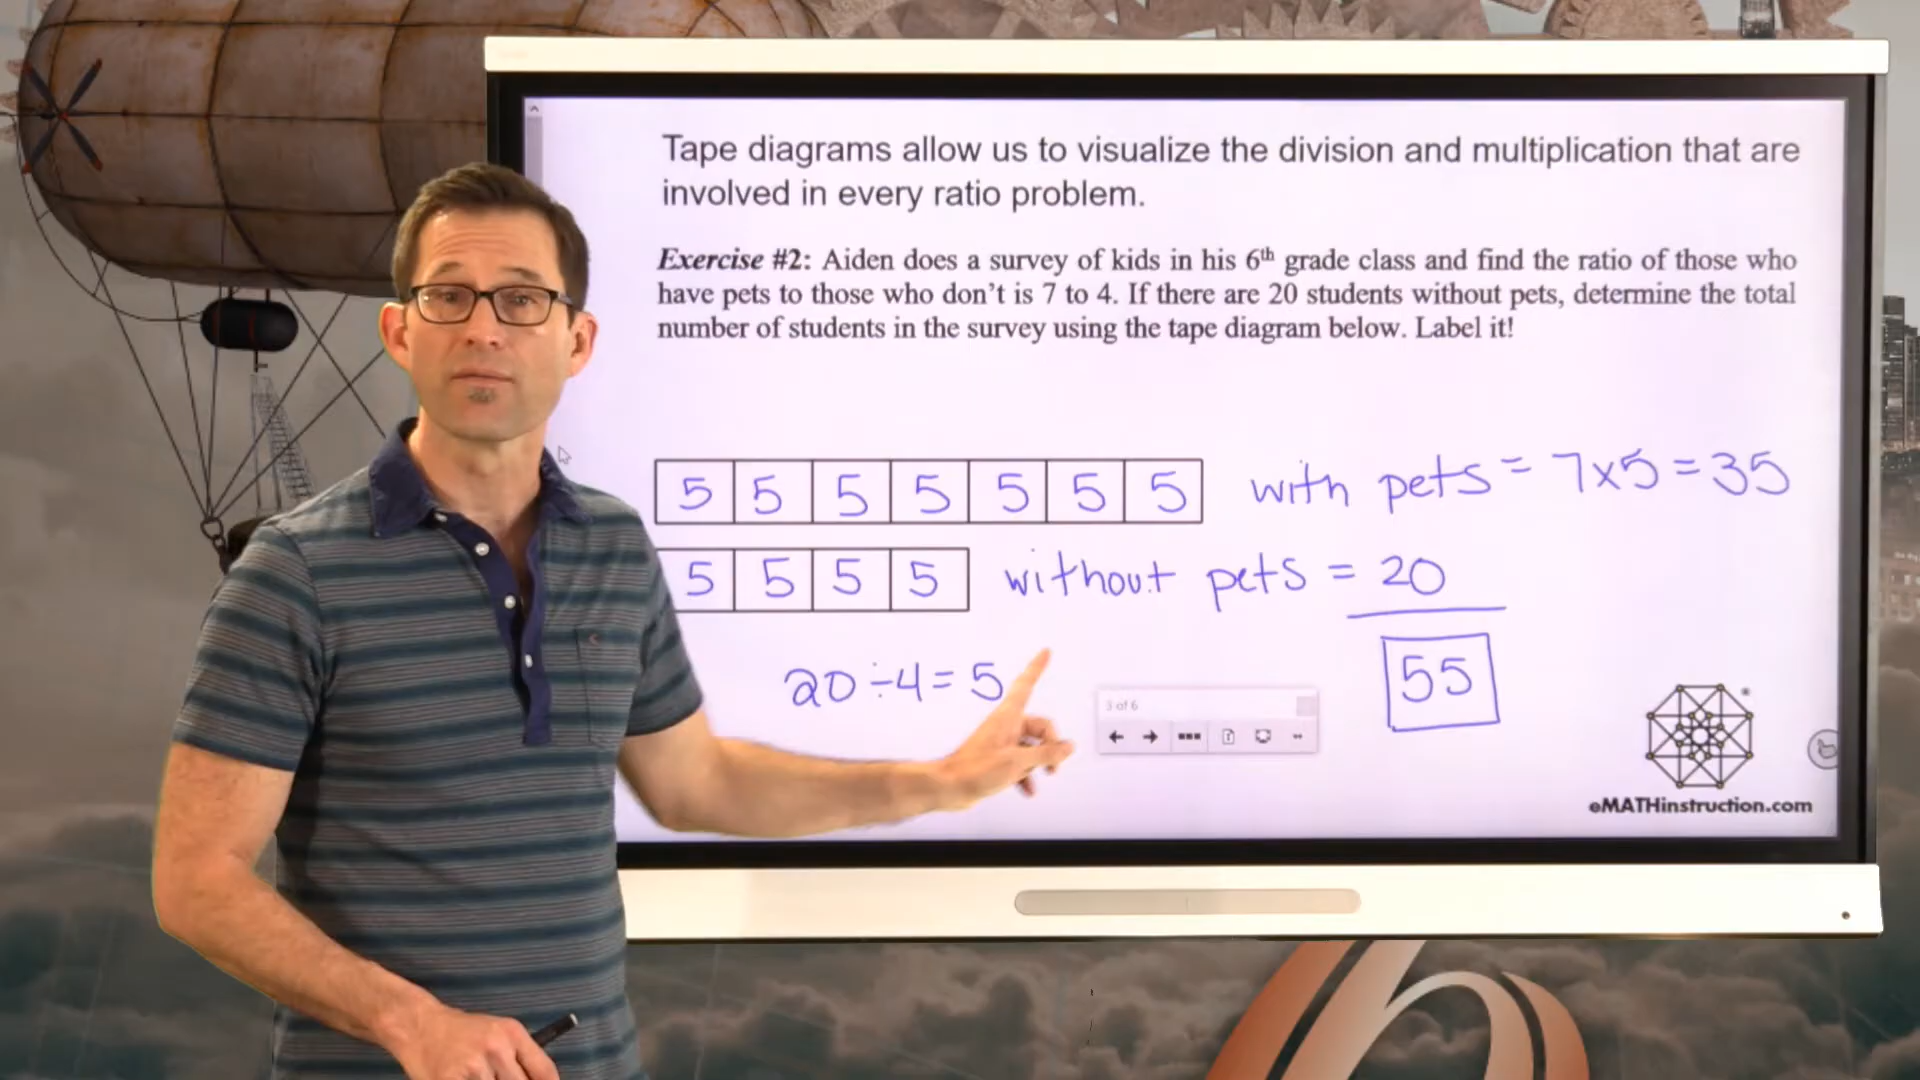 Tape diagrams allow us to visualize the division and multiplication that are
involved in every ratio problem.
Exercise #2: Aiden does a survey of kids in his 6th grade class and find the ratio of those who
have pets to those who don't is 7 to 4. If there are 20 students without pets, determine the total
number of students in the survey using the tape diagram below. Label it!
5 5 5 5 5 5 5 with pets = 7x5 = 35
5 5 5 5 without pets = 20
20 ÷ 4 = 5
55
3 of 6
eMATHinstruction.com